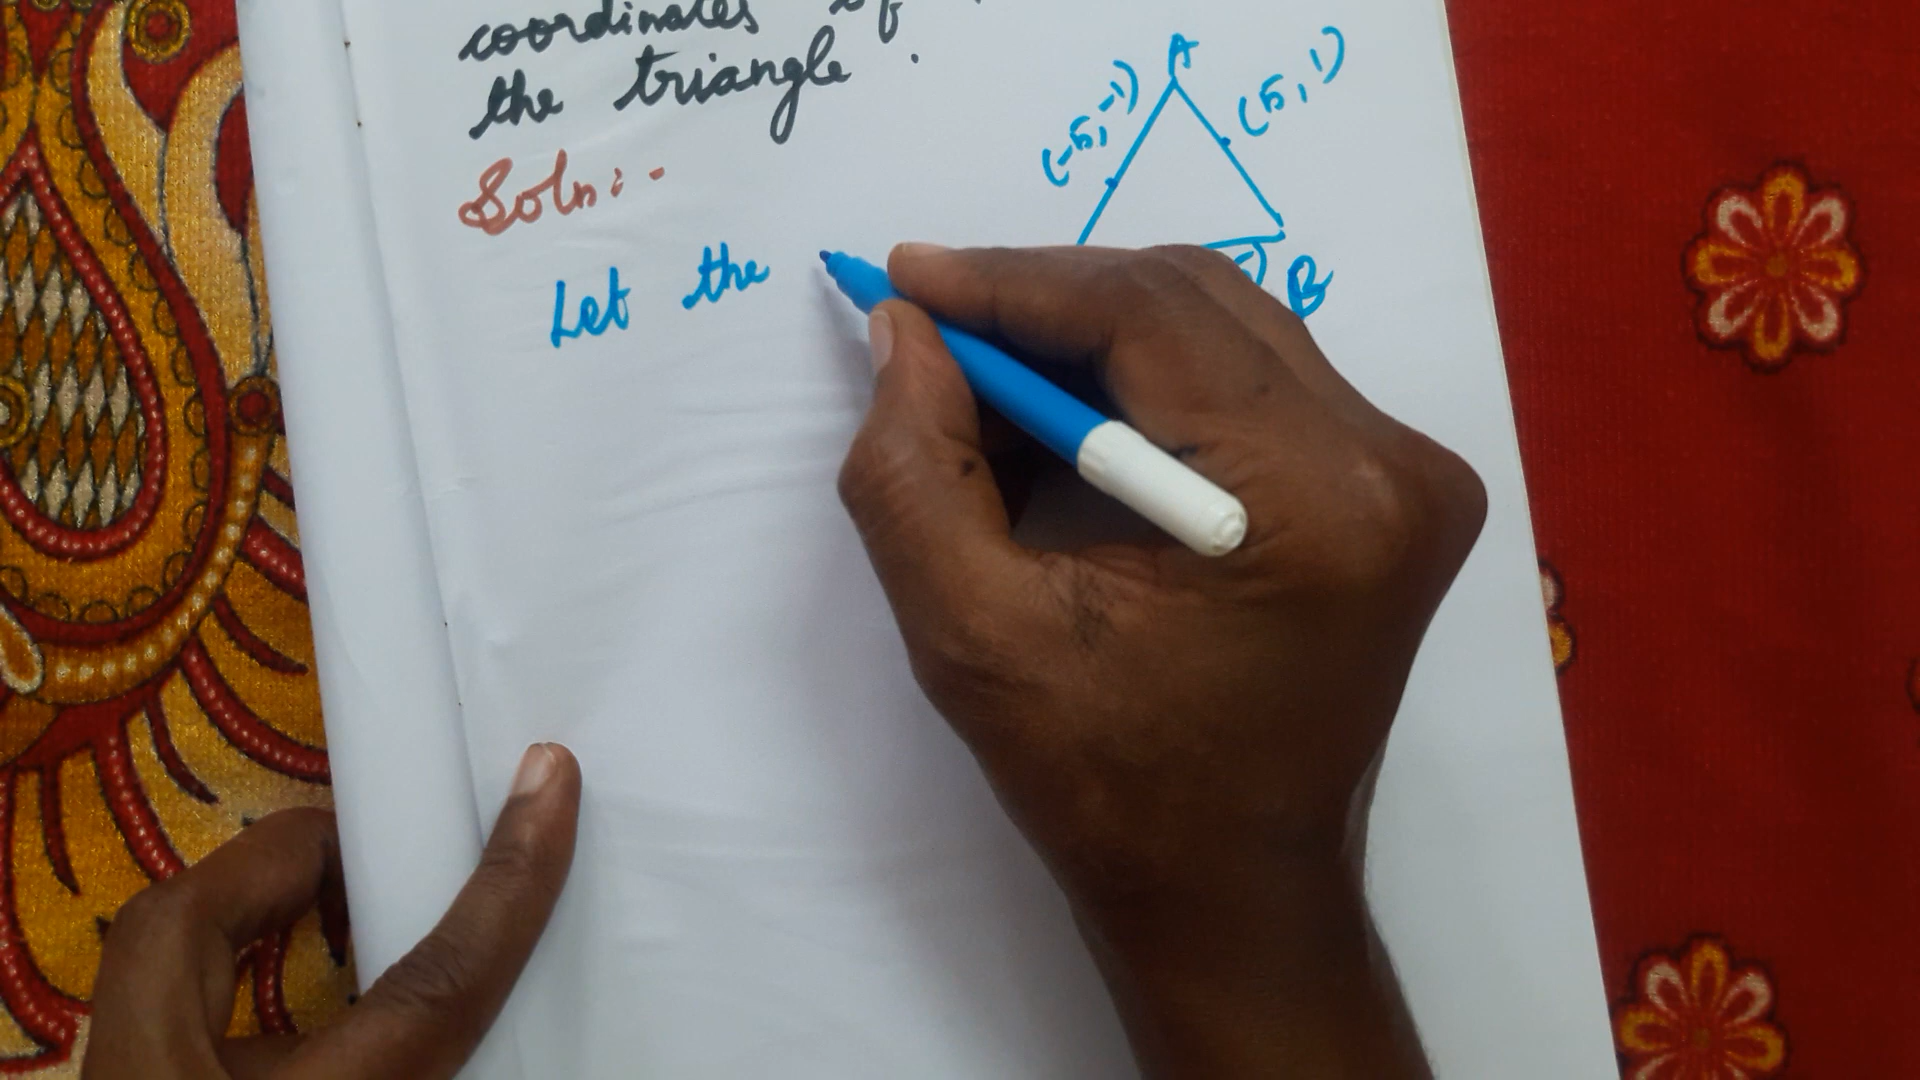 coordinates of
the triangle.
Soln:-
Let the
A
(-5,-1)
(5,1)
B